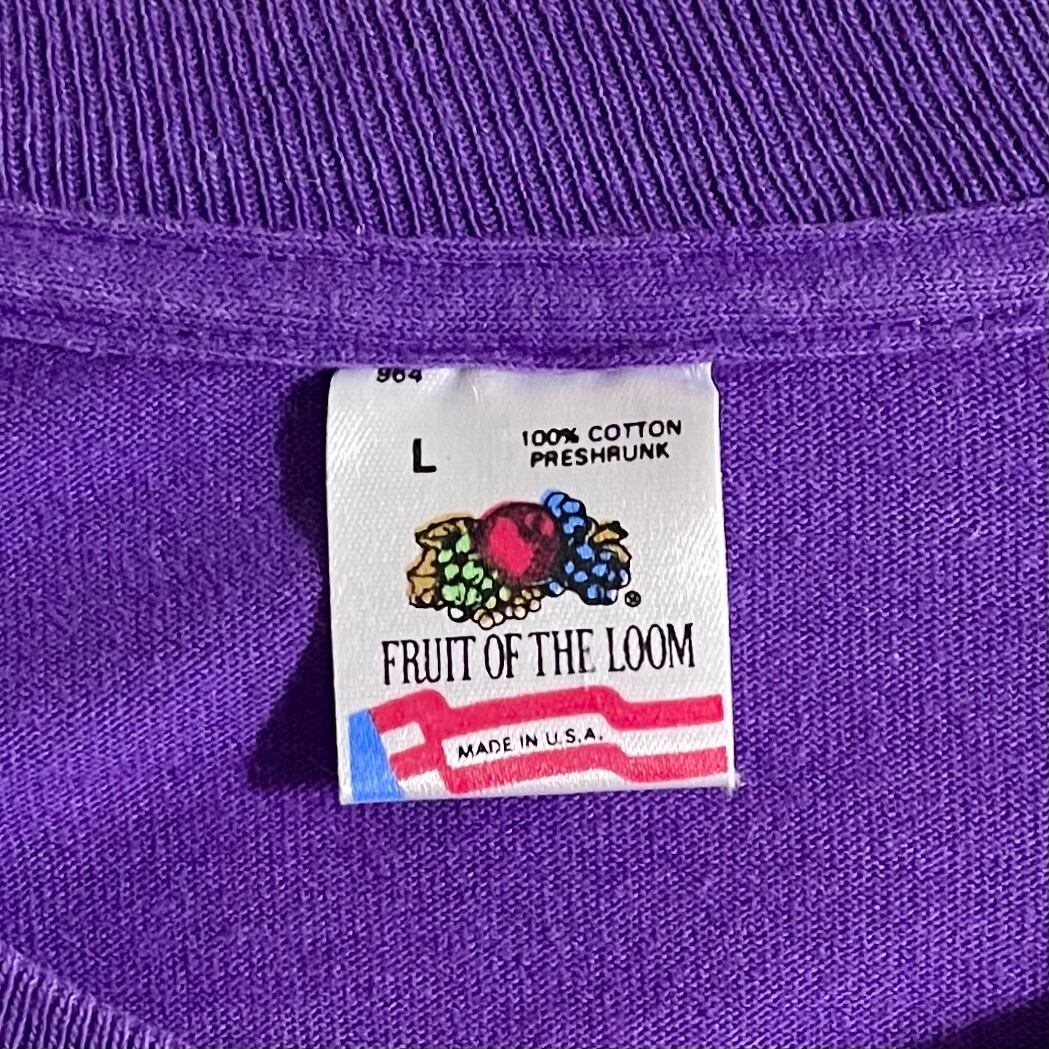 964
L
100% COTTON
PRESHRUNK
®
FRUIT OF THE LOOM
MADE IN U.S.A.